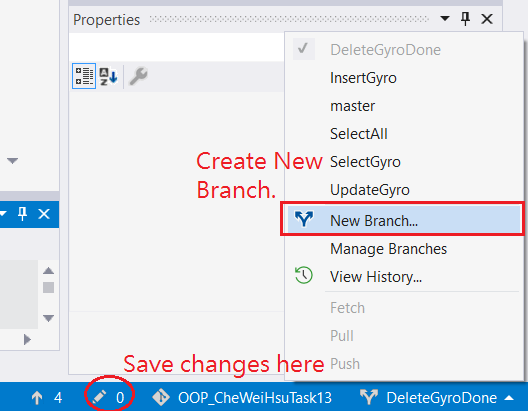 Properties
DeleteGyroDone
InsertGyro
master
SelectAll
SelectGyro
UpdateGyro
New Branch...
Manage Branches
View History...
Fetch
Pull
Push
Create New
Branch.
Save changes here
4 0 OOP_CheWeiHsuTask13 DeleteGyroDone